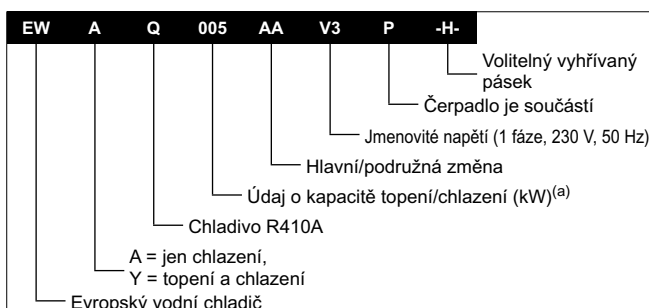 EW A Q 005 AA V3 P -H-
Volitelný vyhřívaný
pásek
Čerpadlo je součástí
Jmenovité napětí (1 fáze, 230 V, 50 Hz)
Hlavní/podružná změna
Údaj o kapacitě topení/chlazení (kW)(a)
Chladivo R410A
A = jen chlazení,
Y = topení a chlazení
Evropský vodní chladič